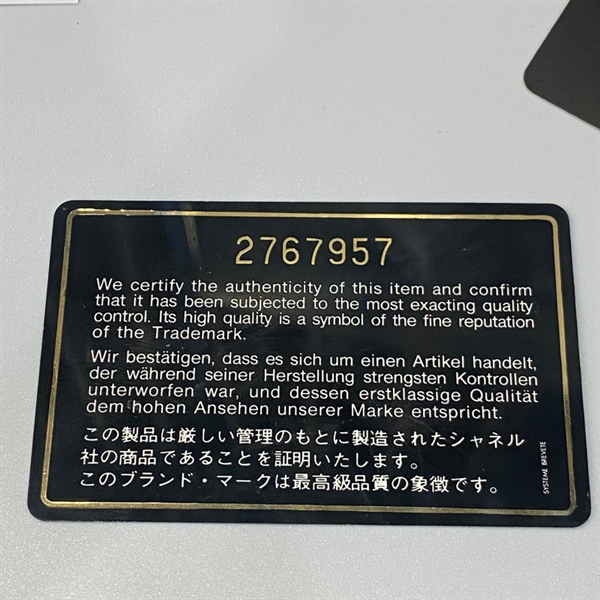 2767957
We certify the authenticity of this item and confirm
that it has been subjected to the most exacting quality
control. Its high quality is a symbol of the fine reputation
of the Trademark.
Wir bestätigen, dass es sich um einen Artikel handelt,
der während seiner Herstellung strengsten Kontrollen
unterworfen war, und dessen erstklassige Qualität
dem hohen Ansehen unserer Marke entspricht.
この製品は厳しい管理のもとに製造されたシャネル
社の商品であることを証明いたします。
このブランド・マークは最高級品質の象徴です。
SYSTEME BREVETE